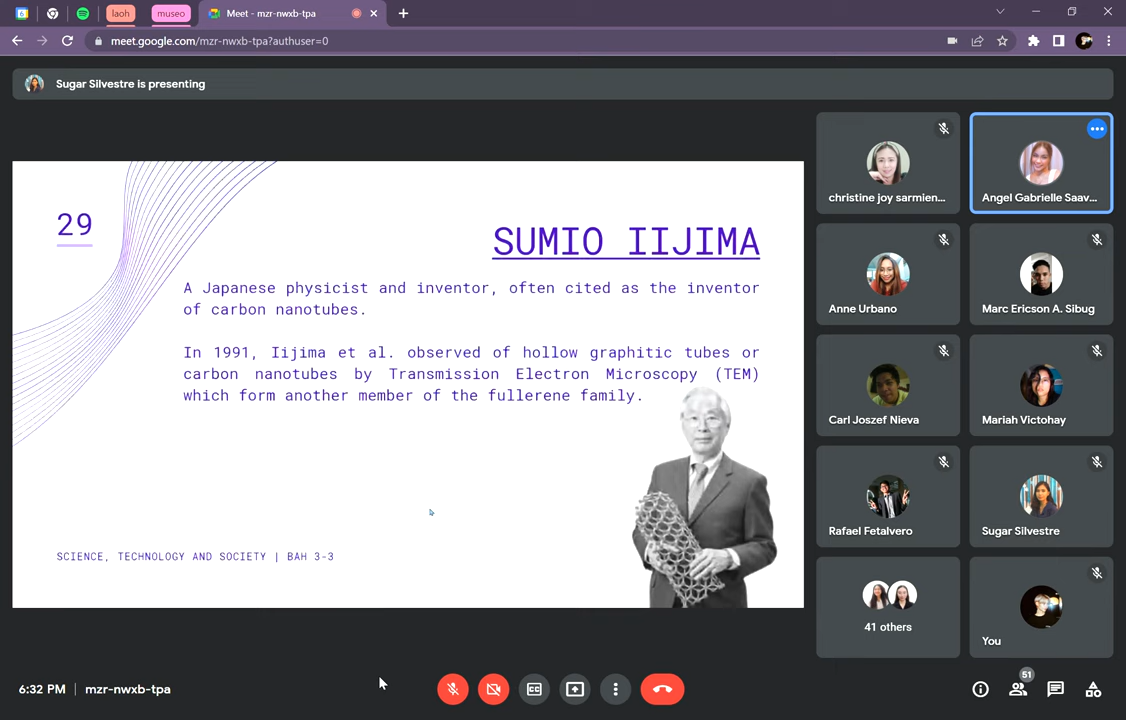 laoh
museo
Meet - mzr-nwxb-tpa
meet.google.com/mzr-nwxb-tpa?authuser=0
Sugar Silvestre is presenting
29
SUMIO IIJIMA
A Japanese physicist and inventor, often cited as the inventor
of carbon nanotubes.
In 1991, Iijima et al. observed of hollow graphitic tubes or
carbon nanotubes by Transmission Electron Microscopy (TEM)
which form another member of the fullerene family.
SCIENCE, TECHNOLOGY AND SOCIETY | BAH 3-3
christine joy sarmien...
Angel Gabrielle Saav...
Anne Urbano
Marc Ericson A. Sibug
Carl Joszef Nieva
Mariah Victohay
Rafael Fetalvero
Sugar Silvestre
41 others
You
6:32 PM | mzr-nwxb-tpa
51